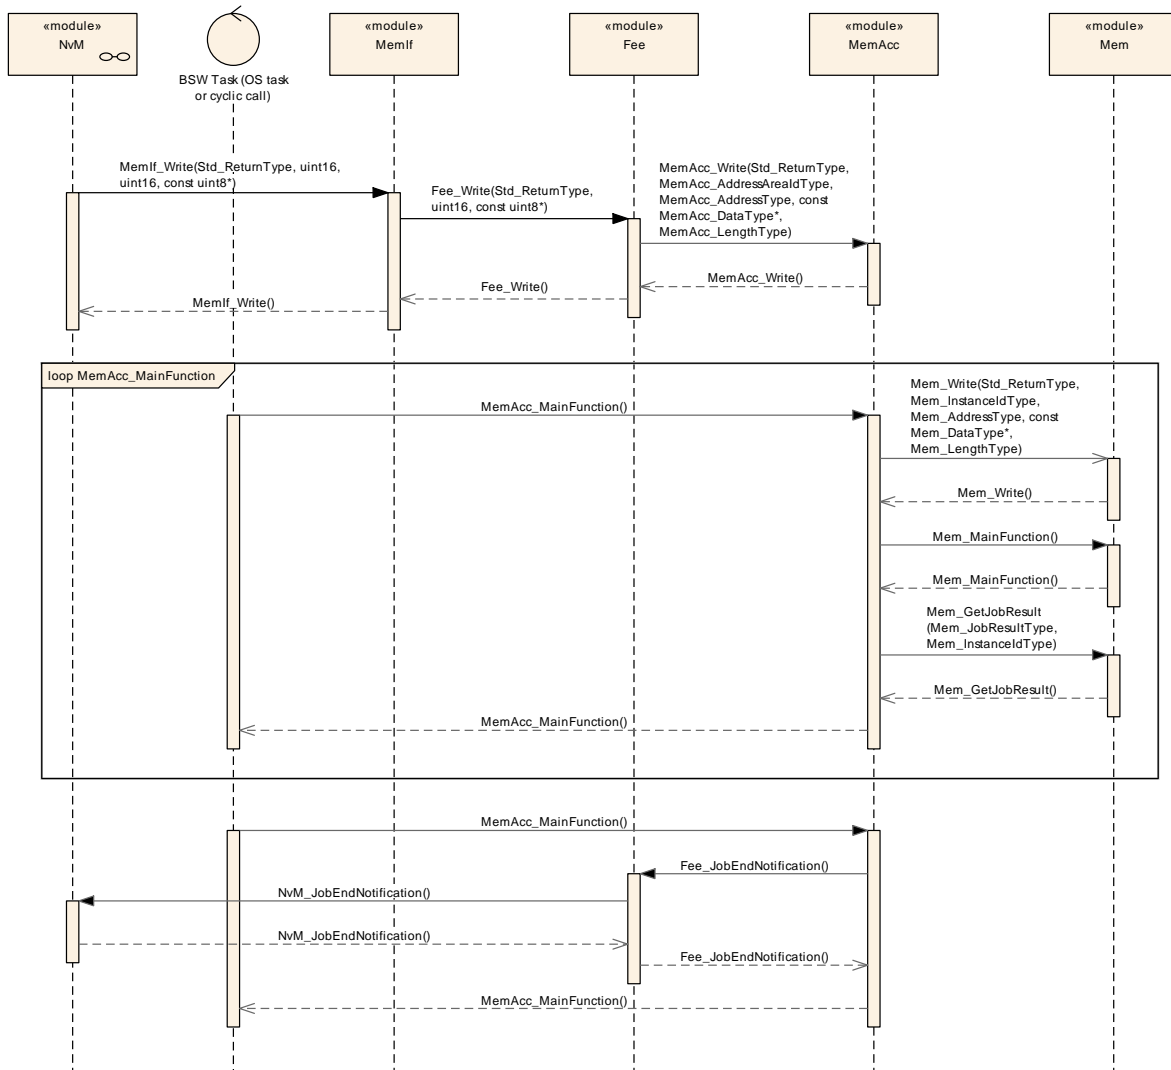 «module»
NvM
BSW Task (OS task
or cyclic call)
«module»
MemIf
«module»
Fee
«module»
MemAcc
«module»
Mem
MemIf_Write(Std_ReturnType, uint16,
uint16, const uint8*)
Fee_Write(Std_ReturnType,
uint16, const uint8*)
MemAcc_Write(Std_ReturnType,
MemAcc_AddressAreaIdType,
MemAcc_AddressType, const
MemAcc_DataType*,
MemAcc_LengthType)
MemAcc_Write()
Fee_Write()
MemIf_Write()
loop MemAcc_MainFunction
MemAcc_MainFunction()
Mem_Write(Std_ReturnType,
Mem_InstanceIdType,
Mem_AddressType, const
Mem_DataType*,
Mem_LengthType)
Mem_Write()
Mem_MainFunction()
Mem_MainFunction()
Mem_GetJobResult
(Mem_JobResultType,
Mem_InstanceIdType)
Mem_GetJobResult()
MemAcc_MainFunction()
MemAcc_MainFunction()
Fee_JobEndNotification()
NvM_JobEndNotification()
NvM_JobEndNotification()
Fee_JobEndNotification()
MemAcc_MainFunction()